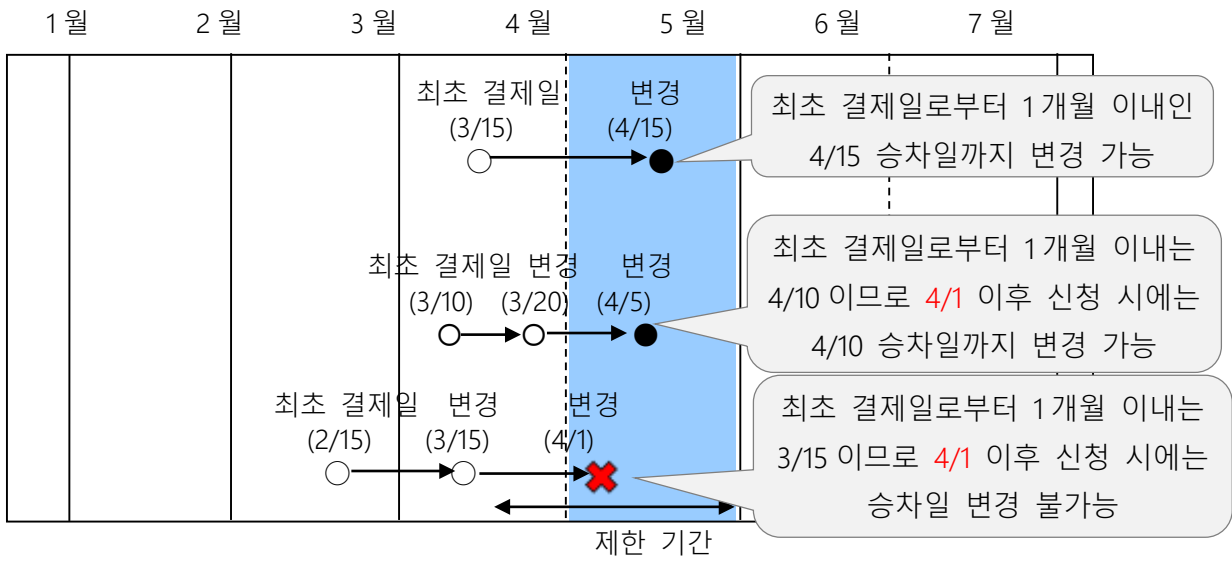 1월 2월 3월 4월 5월 6월 7월
최초 결제일 변경
(3/15) (4/15)
최초 결제일로부터 1개월 이내인
4/15 승차일까지 변경 가능
최초 결제일 변경 변경
(3/10) (3/20) (4/5)
최초 결제일로부터 1개월 이내는
4/10이므로 4/1 이후 신청 시에는
4/10 승차일까지 변경 가능
최초 결제일 변경 변경
(2/15) (3/15) (4/1)
최초 결제일로부터 1개월 이내는
3/15이므로 4/1 이후 신청 시에는
승차일 변경 불가능
제한 기간